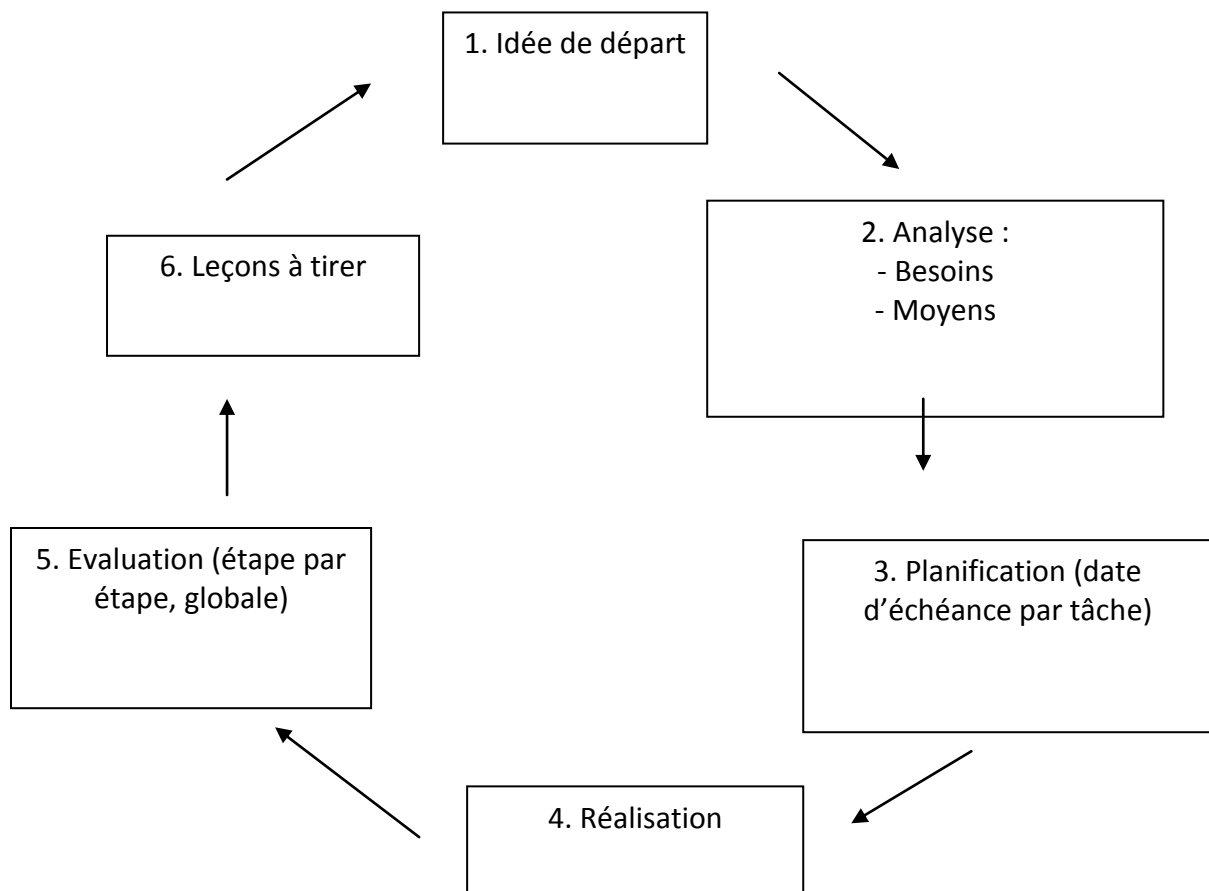 1. Idée de départ
2. Analyse :
- Besoins
- Moyens
3. Planification (date
d’échéance par tâche)
4. Réalisation
5. Evaluation (étape par
étape, globale)
6. Leçons à tirer